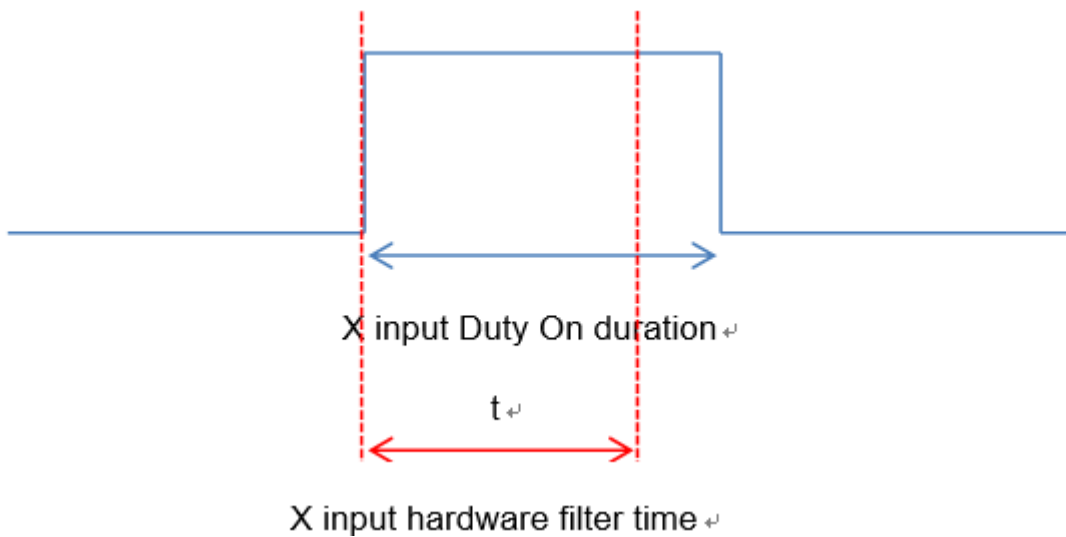 X input Duty On duration↵
t↵
X input hardware filter time↵